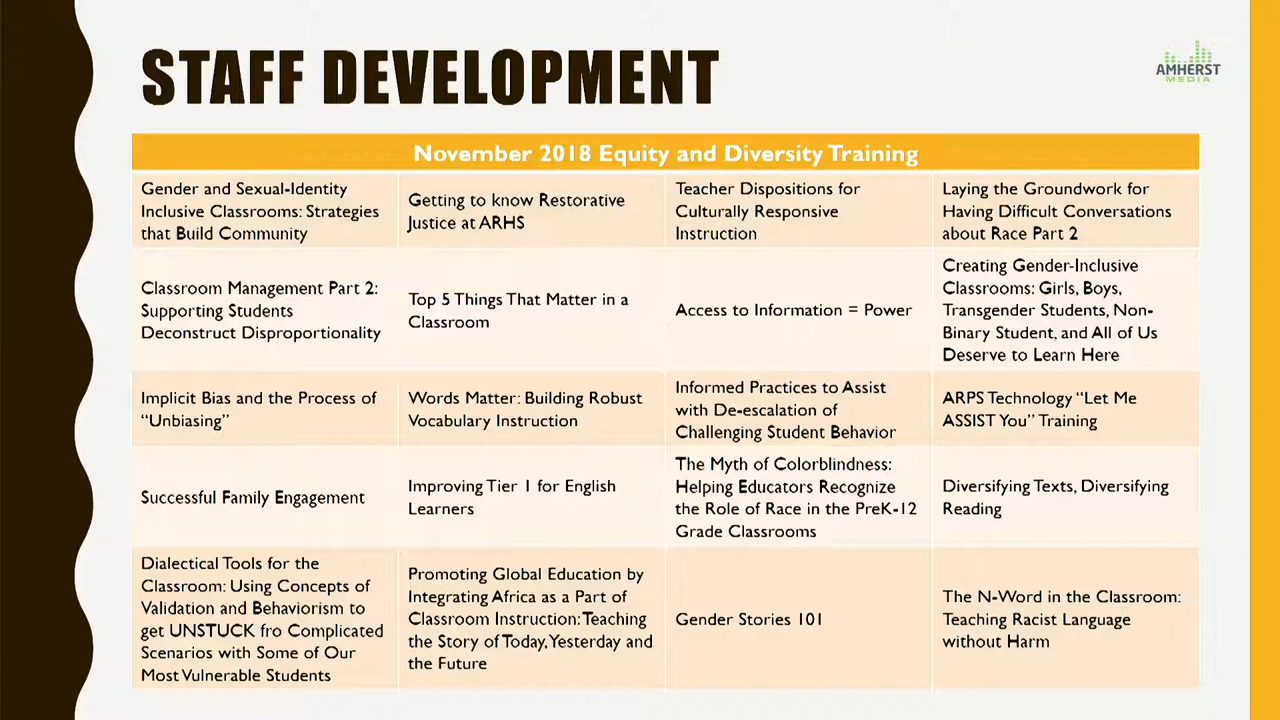 STAFF DEVELOPMENT
AMHERST
MEDIA
November 2018 Equity and Diversity Training
Gender and Sexual-Identity
Inclusive Classrooms: Strategies
that Build Community
Getting to know Restorative
Justice at ARHS
Teacher Dispositions for
Culturally Responsive
Instruction
Laying the Groundwork for
Having Difficult Conversations
about Race Part 2
Classroom Management Part 2:
Supporting Students
Deconstruct Disproportionality
Top 5 Things That Matter in a
Classroom
Access to Information = Power
Creating Gender-Inclusive
Classrooms: Girls, Boys,
Transgender Students, Non-
Binary Student, and All of Us
Deserve to Learn Here
Implicit Bias and the Process of
“Unbiasing”
Words Matter: Building Robust
Vocabulary Instruction
Informed Practices to Assist
with De-escalation of
Challenging Student Behavior
ARPS Technology “Let Me
ASSIST You” Training
Successful Family Engagement
Improving Tier 1 for English
Learners
The Myth of Colorblindness:
Helping Educators Recognize
the Role of Race in the PreK-12
Grade Classrooms
Diversifying Texts, Diversifying
Reading
Dialectical Tools for the
Classroom: Using Concepts of
Validation and Behaviorism to
get UNSTUCK fro Complicated
Scenarios with Some of Our
Most Vulnerable Students
Promoting Global Education by
Integrating Africa as a Part of
Classroom Instruction: Teaching
the Story of Today, Yesterday and
the Future
Gender Stories 101
The N-Word in the Classroom:
Teaching Racist Language
without Harm